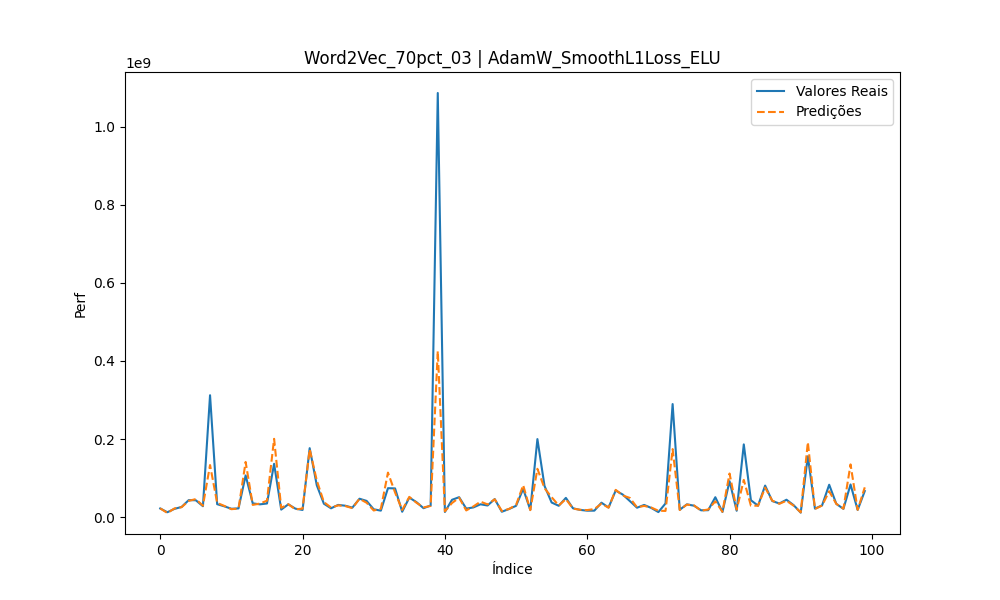 Word2Vec_70pct_03 | AdamW_SmoothL1Loss_ELU
1e9
Valores Reais
Predições
1.0
0.8
0.6
0.4
0.2
0.0
Perf
0
20
40
60
80
100
Índice